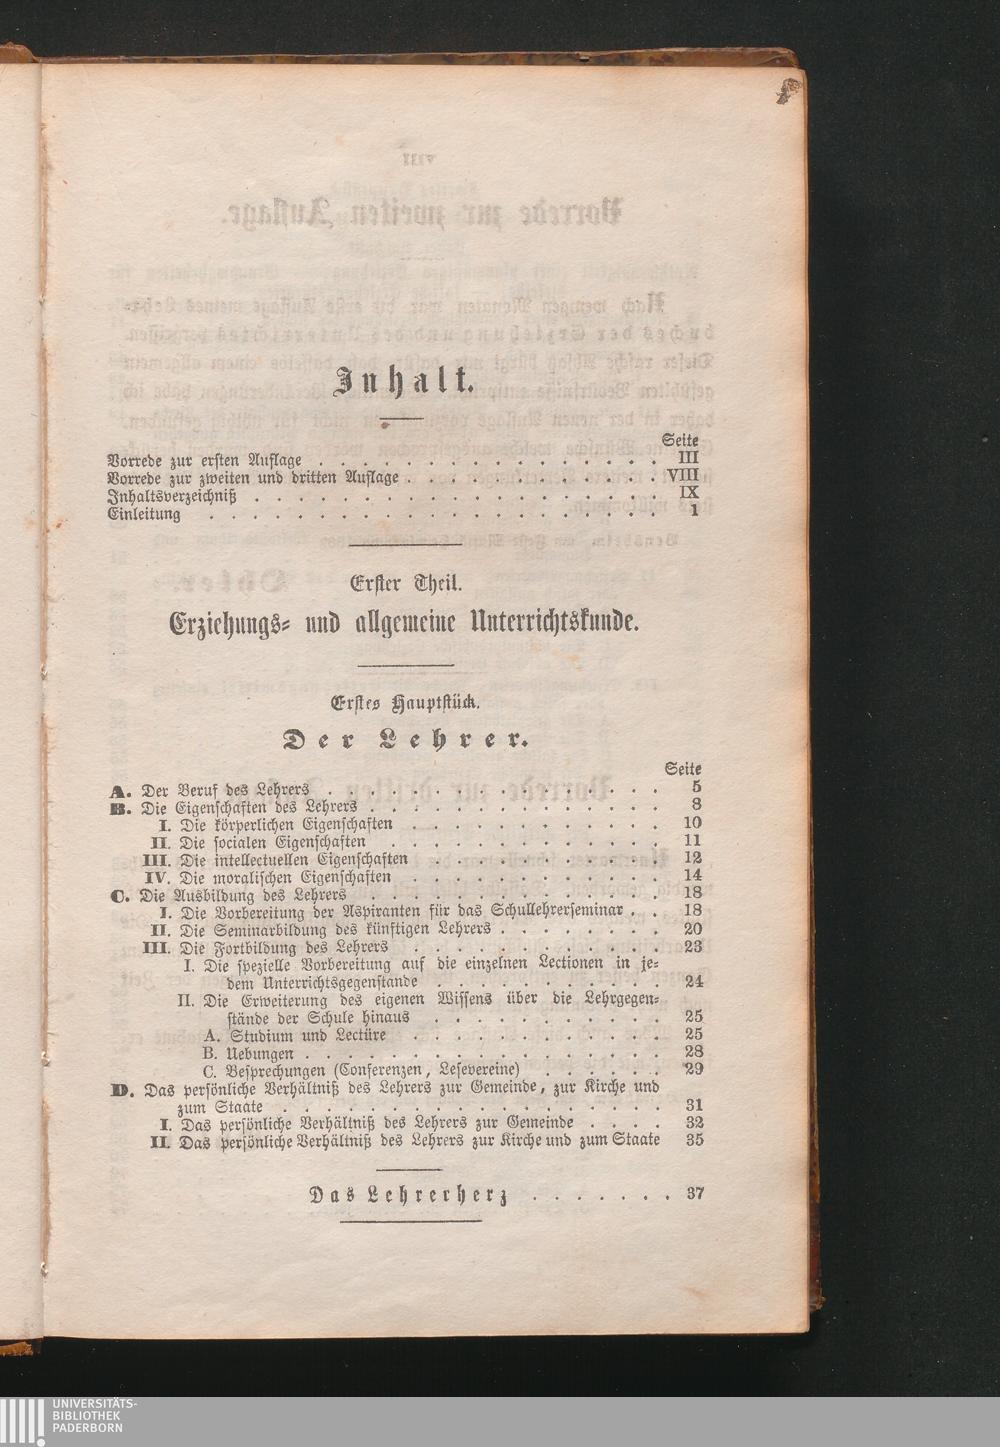 Inhalt.
Seite
Vorrede zur ersten Auflage . . . . . . . . . . . . . . . . III
Vorrede zur zweiten und dritten Auflage . . . . . . . . . . . . VIII
Inhaltsverzeichniß . . . . . . . . . . . . . . . . . . . IX
Einleitung . . . . . . . . . . . . . . . . . . . . . 1
Erster Theil.
Erziehungs- und allgemeine Unterrichtskunde.
Erstes Hauptstück.
Der Lehrer.
Seite
A. Der Beruf des Lehrers . . . . . . . . . . . . . . . . 5
B. Die Eigenschaften des Lehrers . . . . . . . . . . . . . . 8
I. Die körperlichen Eigenschaften . . . . . . . . . . . . 10
II. Die socialen Eigenschaften . . . . . . . . . . . . . 11
III. Die intellectuellen Eigenschaften . . . . . . . . . . . 12
IV. Die moralischen Eigenschaften . . . . . . . . . . . . 14
C. Die Ausbildung des Lehrers . . . . . . . . . . . . . . 18
I. Die Vorbereitung der Aspiranten für das Schullehrerseminar . . 18
II. Die Seminarbildung des künftigen Lehrers . . . . . . . . 20
III. Die Fortbildung des Lehrers . . . . . . . . . . . . 23
I. Die spezielle Vorbereitung auf die einzelnen Lectionen in je-
dem Unterrichtsgegenstande . . . . . . . . . . . 24
II. Die Erweiterung des eigenen Wissens über die Lehrgegen-
stände der Schule hinaus . . . . . . . . . . . 25
A. Studium und Lectüre . . . . . . . . . . . . 25
B. Uebungen . . . . . . . . . . . . . . . . . 28
C. Besprechungen (Conferenzen, Lesevereine) . . . . . . 29
D. Das persönliche Verhältniß des Lehrers zur Gemeinde, zur Kirche und
zum Staate . . . . . . . . . . . . . . . . . . 31
I. Das persönliche Verhältniß des Lehrers zur Gemeinde . . . . 32
II. Das persönliche Verhältniß des Lehrers zur Kirche und zum Staate 35
Das Lehrerherz . . . . . . . 37
UNIVERSITÄTS-
BIBLIOTHEK
PADERBORN